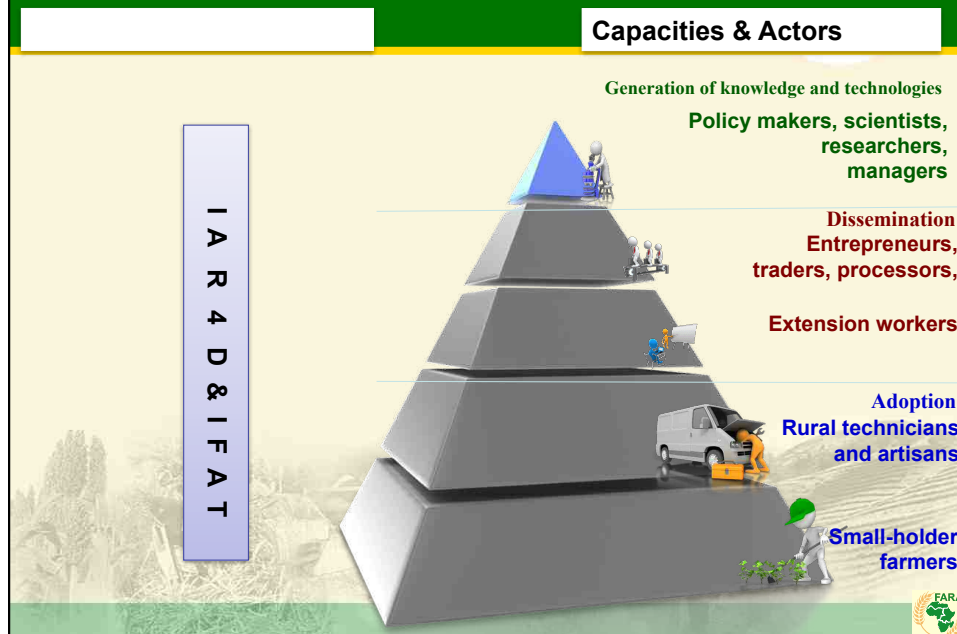 Capacities & Actors
Generation of knowledge and technologies
Policy makers, scientists,
researchers,
managers
Dissemination
Entrepreneurs,
traders, processors,
Extension workers
Adoption
Rural technicians
and artisans
Small-holder
farmers
I A R 4 D & I F A T
FARA